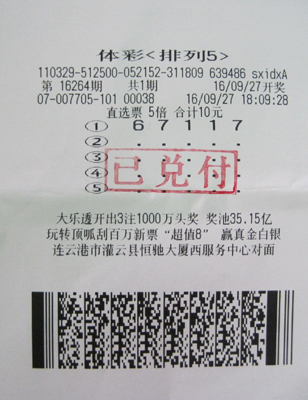 体彩<排列5>
110329-512500-052152-311809 639486 sxidxA
第 16264期 共1期 16/09/27开奖
07-007705-101 00038 16/09/27 18:09:28
直选票 5倍 合计10元
① 6 7 1 1 7
② . . . . .
③ . . . . .
④ . . . . .
⑤ . . . . .
已兑付
大乐透开出3注1000万头奖 奖池35.15亿
玩转顶呱刮百万新票"超值8" 赢真金白银
连云港市灌云县恒驰大厦西服务中心对面